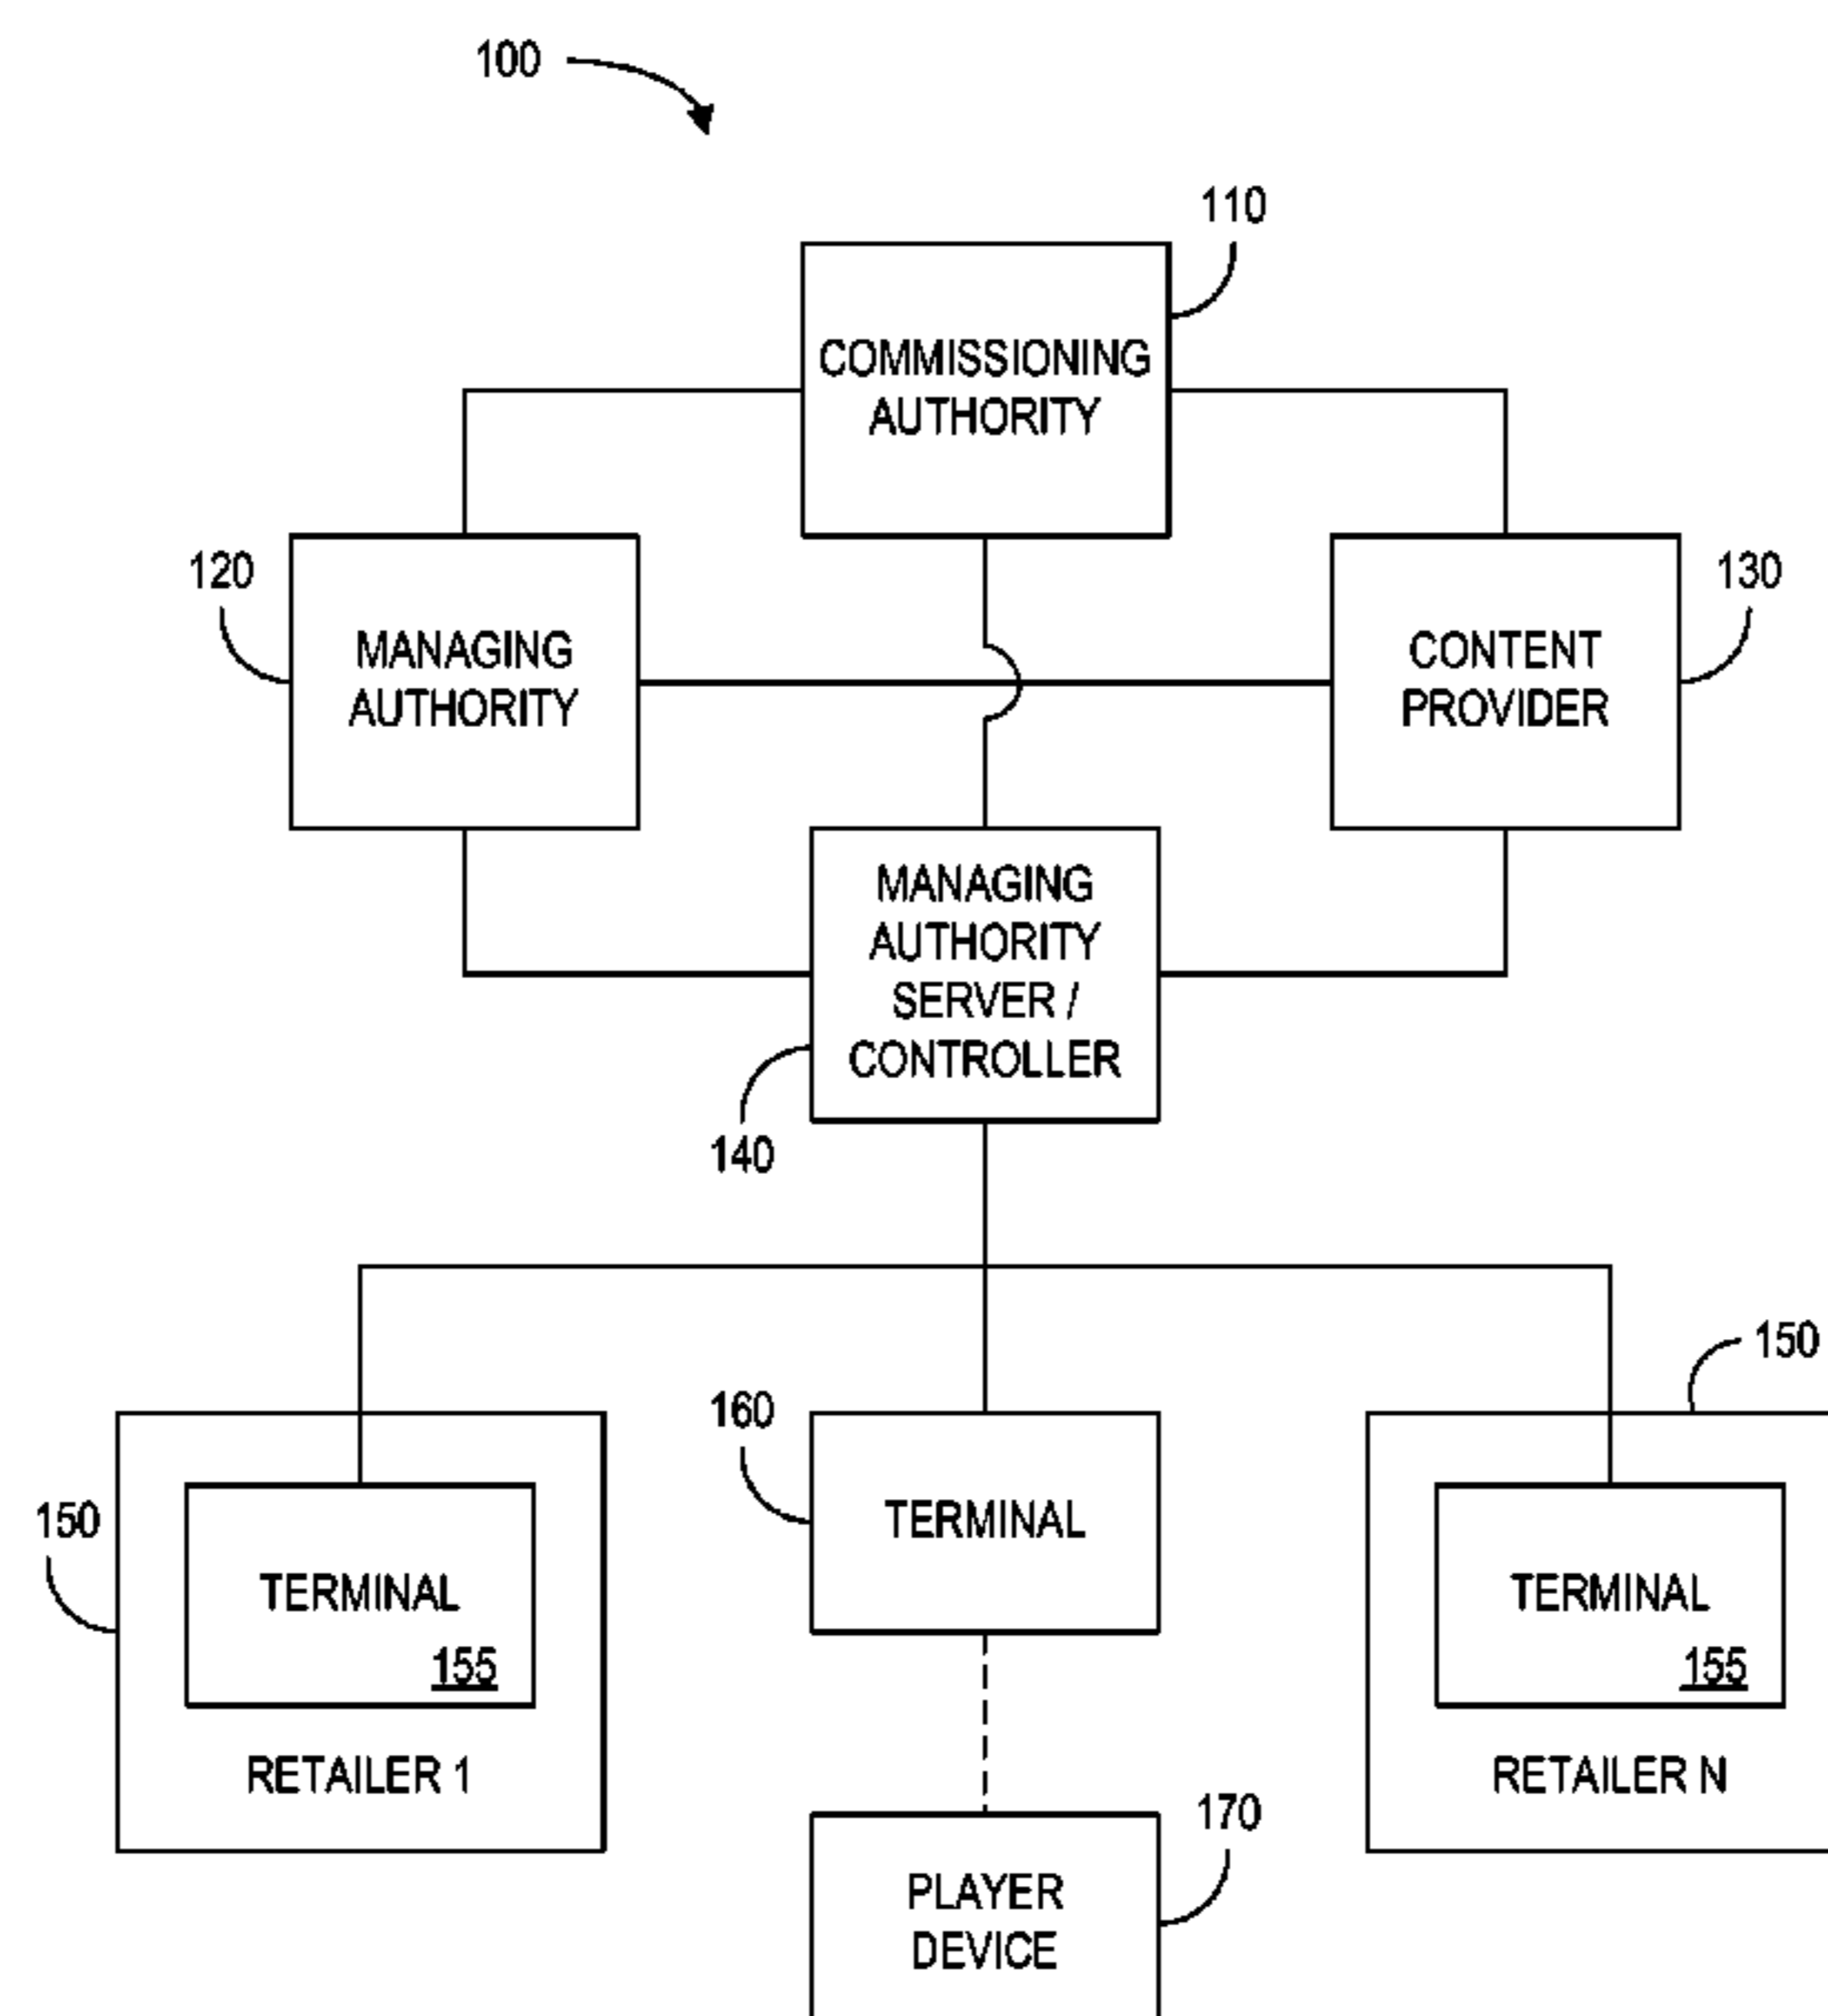 100
110
COMMISSIONING
AUTHORITY
120
130
MANAGING
AUTHORITY
CONTENT
PROVIDER
MANAGING
AUTHORITY
SERVER /
CONTROLLER
140
150
160
150
TERMINAL
155
RETAILER 1
TERMINAL
TERMINAL
155
RETAILER N
170
PLAYER
DEVICE